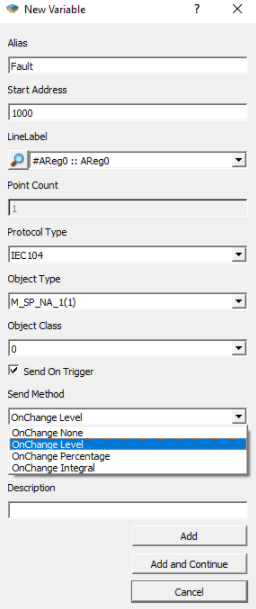 New Variable
?
Alias
Fault
Start Address
1000
LineLabel
#AReg0 :: AReg0
Point Count
1
Protocol Type
IEC104
Object Type
M_SP_NA_1(1)
Object Class
0
Send On Trigger
Send Method
OnChange Level
OnChange None
OnChange Level
OnChange Percentage
OnChange Integral
Description
Add
Add and Continue
Cancel